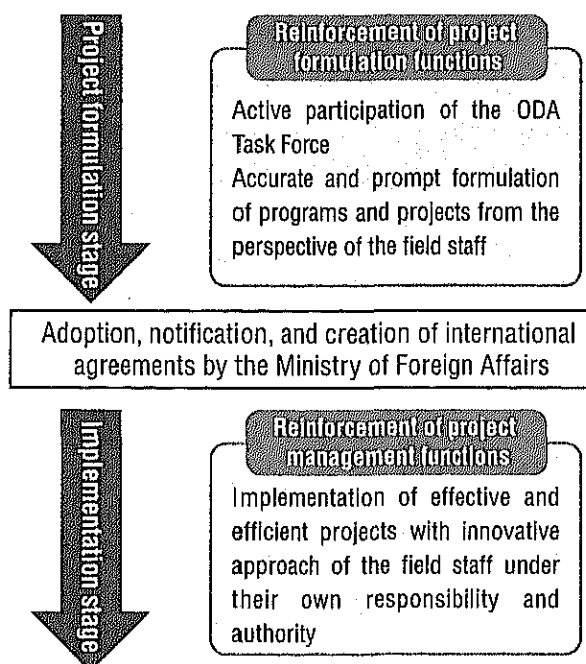 Project formulation stage
Reinforcement of project
formulation functions
Active participation of the ODA
Task Force
Accurate and prompt formulation
of programs and projects from the
perspective of the field staff
Adoption, notification, and creation of international
agreements by the Ministry of Foreign Affairs
Implementation stage
Reinforcement of project
management functions
Implementation of effective and
efficient projects with innovative
approach of the field staff under
their own responsibility and
authority